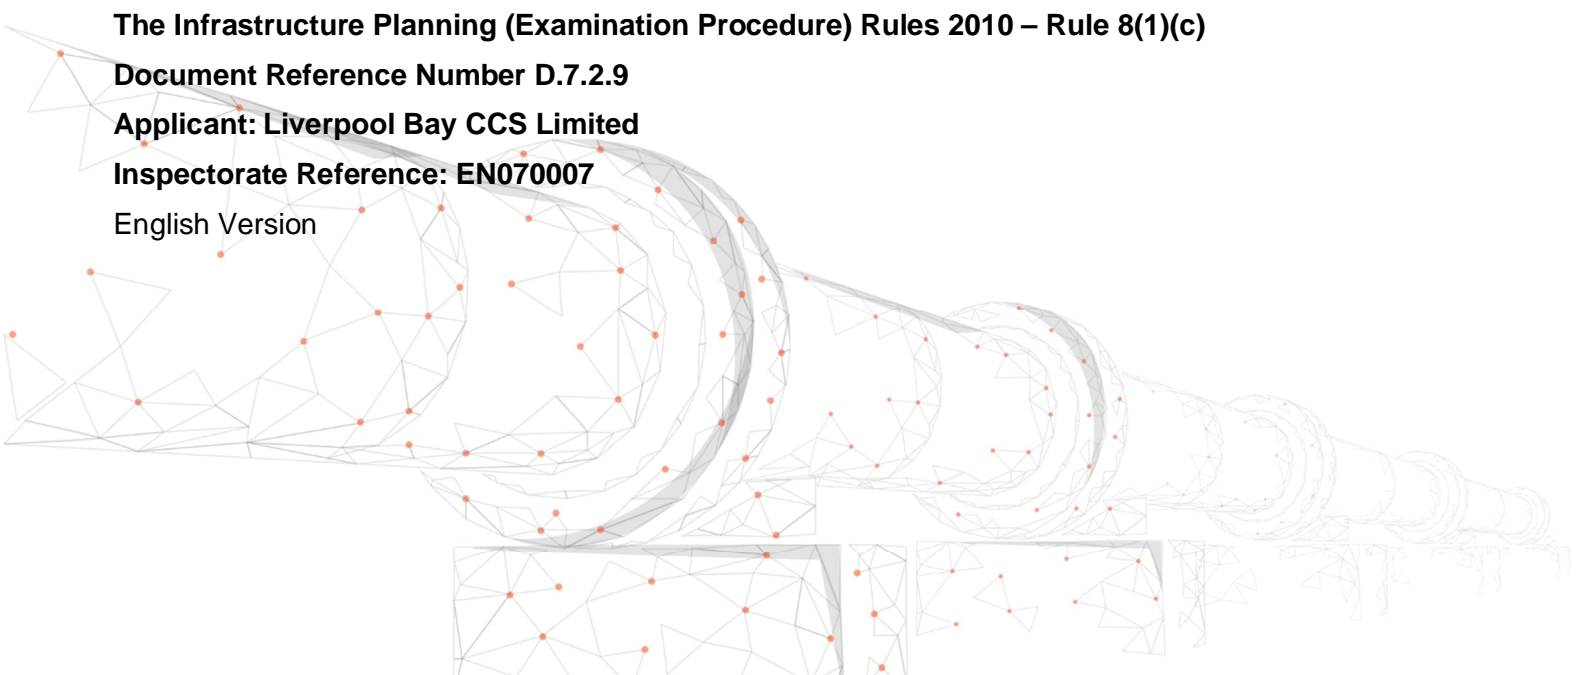 The Infrastructure Planning (Examination Procedure) Rules 2010 – Rule 8(1)(c)
Document Reference Number D.7.2.9
Applicant: Liverpool Bay CCS Limited
Inspectorate Reference: EN070007
English Version